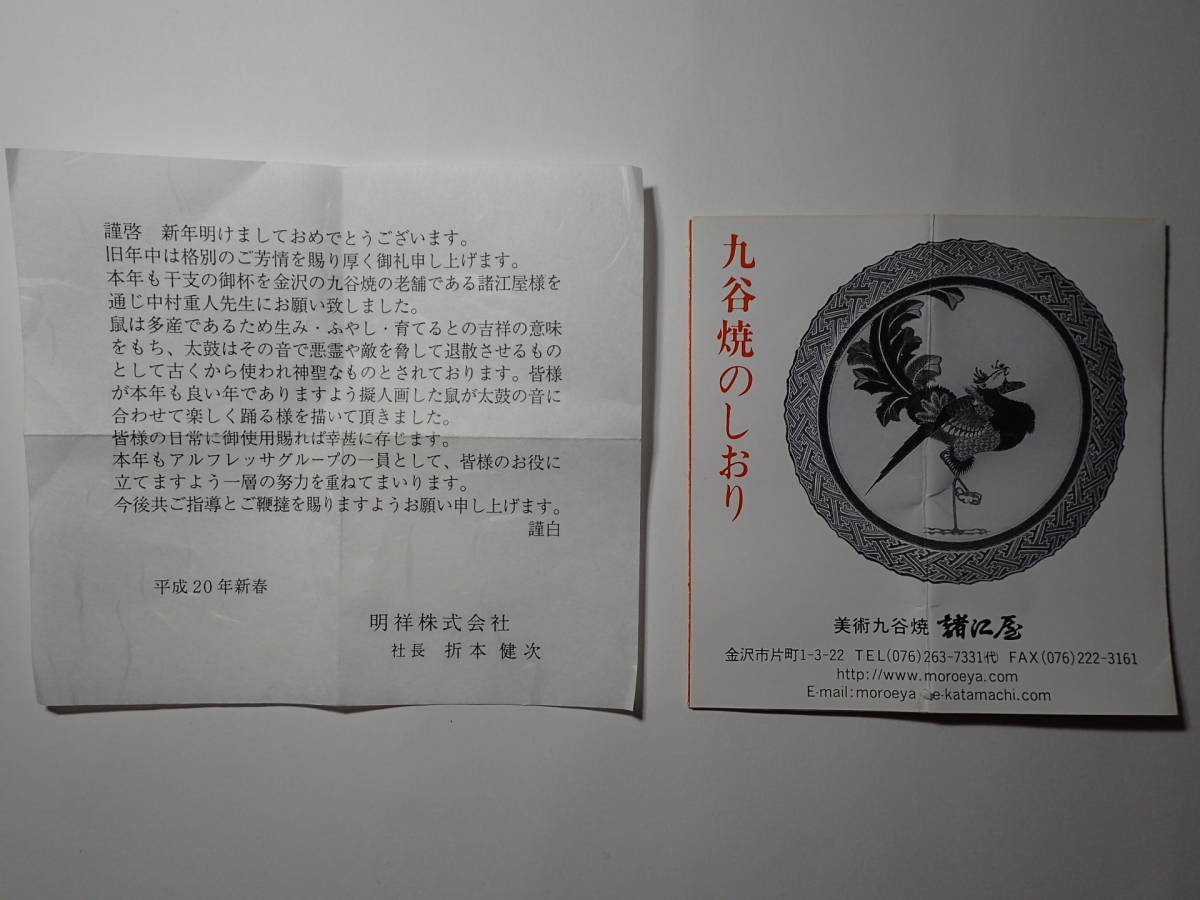 謹啓　新年明けましておめでとうございます。
旧年中は格別のご芳情を賜り厚く御礼申し上げます。
本年も干支の御杯を金沢の九谷焼の老舗である諸江屋様を
通じ中村重人先生にお願い致しました。
鼠は多産であるため生み・ふやし・育てるとの吉祥の意味
をもち、太鼓はその音で悪霊や敵を脅して退散させるもの
として古くから使われ神聖なものとされております。皆様
が本年も良い年でありますよう擬人画した鼠が太鼓の音に
合わせて楽しく踊る様を描いて頂きました。
皆様の日常に御使用賜れば幸甚に存じます。
本年もアルフレッサグループの一員として、皆様のお役に
立てますよう一層の努力を重ねてまいります。
今後共ご指導とご鞭撻を賜りますようお願い申し上げます。
謹白
平成20年新春
明祥株式会社
社長　折本健次
九谷焼のしおり
美術九谷焼 諸江屋
金沢市片町1-3-22 TEL(076)263-7331代 FAX(076)222-3161
http://www.moroeya.com
E-mail:moroeya e-katamachi.com